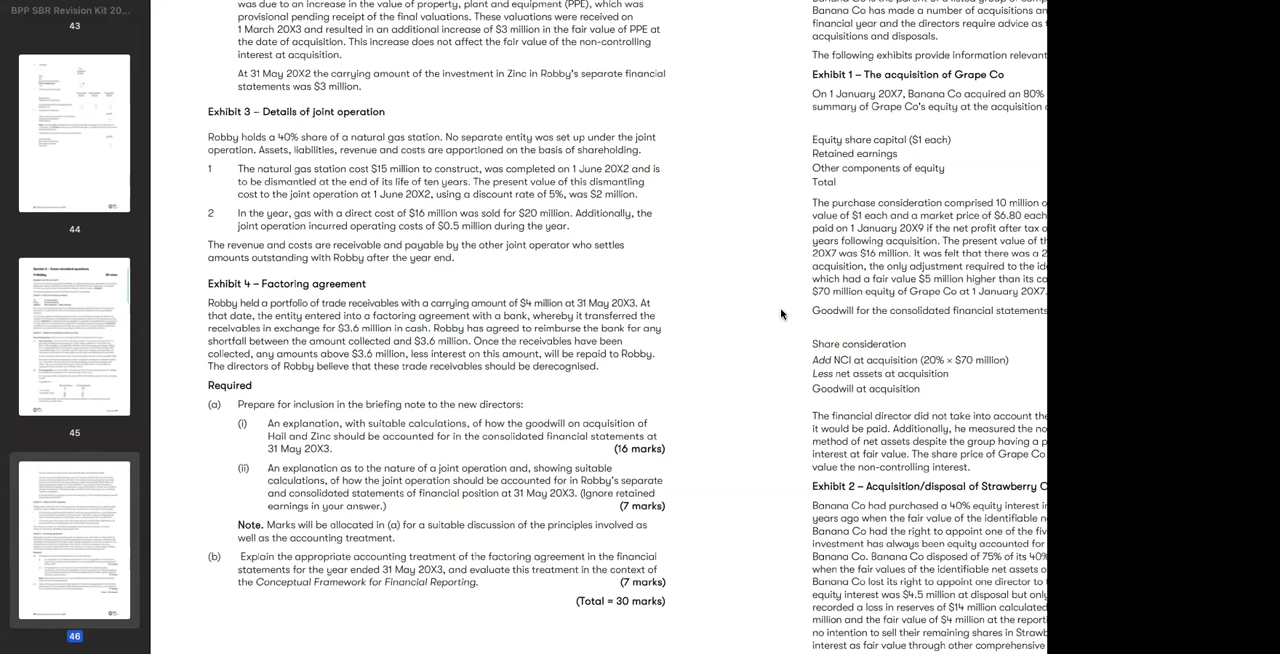 BPP SBR Revision Kit 20...
43
44
45
46
was due to an increase in the value of property, plant and equipment (PPE), which was
provisional pending receipt of the final valuations. These valuations were received on
1 March 20X3 and resulted in an additional increase of $3 million in the fair value of PPE at
the date of acquisition. This increase does not affect the fair value of the non-controlling
interest at acquisition.
At 31 May 20X2 the carrying amount of the investment in Zinc in Robby's separate financial
statements was $3 million.
Exhibit 3 – Details of joint operation
Robby holds a 40% share of a natural gas station. No separate entity was set up under the joint
operation. Assets, liabilities, revenue and costs are apportioned on the basis of shareholding.
1 The natural gas station cost $15 million to construct, was completed on 1 June 20X2 and is
to be dismantled at the end of its life of ten years. The present value of this dismantling
cost to the joint operation at 1 June 20X2, using a discount rate of 5%, was $2 million.
2 In the year, gas with a direct cost of $16 million was sold for $20 million. Additionally, the
joint operation incurred operating costs of $0.5 million during the year.
The revenue and costs are receivable and payable by the other joint operator who settles
amounts outstanding with Robby after the year end.
Exhibit 4 – Factoring agreement
Robby held a portfolio of trade receivables with a carrying amount of $4 million at 31 May 20X3. At
that date, the entity entered into a factoring agreement with a bank, whereby it transferred the
receivables in exchange for $3.6 million in cash. Robby has agreed to reimburse the bank for any
shortfall between the amount collected and $3.6 million. Once the receivables have been
collected, any amounts above $3.6 million, less interest on this amount, will be repaid to Robby.
The directors of Robby believe that these trade receivables should be derecognised.
Required
(a) Prepare for inclusion in the briefing note to the new directors:
(i) An explanation, with suitable calculations, of how the goodwill on acquisition of
Hail and Zinc should be accounted for in the consolidated financial statements at
31 May 20X3. (16 marks)
(ii) An explanation as to the nature of a joint operation and, showing suitable
calculations, of how the joint operation should be accounted for in Robby's separate
and consolidated statements of financial position at 31 May 20X3. (Ignore retained
earnings in your answer.) (7 marks)
Note. Marks will be allocated in (a) for a suitable discussion of the principles involved as
well as the accounting treatment.
(b) Explain the appropriate accounting treatment of the factoring agreement in the financial
statements for the year ended 31 May 20X3, and evaluate this treatment in the context of
the Conceptual Framework for Financial Reporting. (7 marks)
(Total = 30 marks)
Banana Co has made a number of acquisitions an
financial year and the directors require advice as t
acquisitions and disposals.
The following exhibits provide information relevant
Exhibit 1 – The acquisition of Grape Co
On 1 January 20X7, Banana Co acquired an 80%
summary of Grape Co's equity at the acquisition
Equity share capital ($1 each)
Retained earnings
Other components of equity
Total
The purchase consideration comprised 10 million o
value of $1 each and a market price of $6.80 each
paid on 1 January 20X9 if the net profit after tax o
years following acquisition. The present value of th
20X7 was $16 million. It was felt that there was a 2
acquisition, the only adjustment required to the ide
which had a fair value $5 million higher than its ca
$70 million equity of Grape Co at 1 January 20X7.
Goodwill for the consolidated financial statements
Share consideration
Add NCI at acquisition (20% × $70 million)
Less net assets at acquisition
Goodwill at acquisition
The financial director did not take into account the
it would be paid. Additionally, he measured the no
method of net assets despite the group having a p
interest at fair value. The share price of Grape Co
value the non-controlling interest.
Exhibit 2 – Acquisition/disposal of Strawberry C
Banana Co had purchased a 40% equity interest in
years ago when the fair value of the identifiable ne
Banana Co had the right to appoint one of the five
investment has always been equity accounted for
Banana Co. Banana Co disposed of 75% of its 40%
when the fair values of the identifiable net assets o
Banana Co lost its right to appoint one director to
equity interest was $4.5 million at disposal but only
recorded a loss in reserves of $14 million calculated
million and the fair value of $4 million at the reporti
no intention to sell their remaining shares in Strawb
interest as fair value through other comprehensive